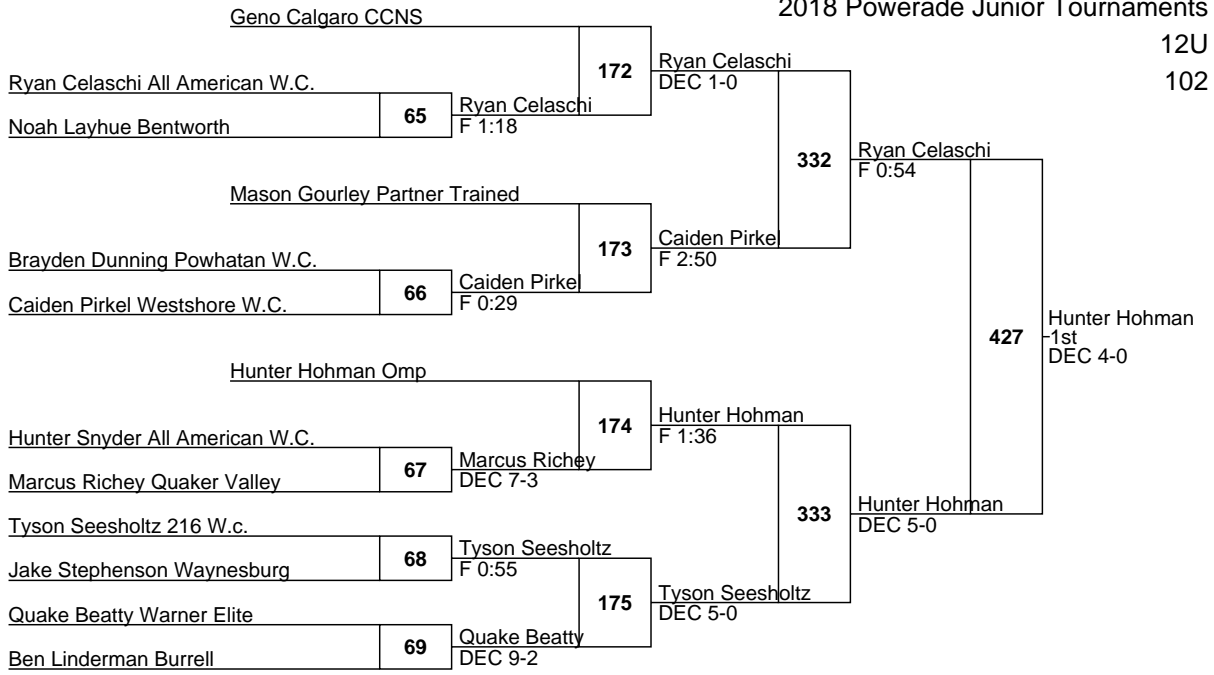 2018 Powerade Junior Tournaments
12U
102
Geno Calgaro CCNS
172
Ryan Celaschi
DEC 1-0
Ryan Celaschi All American W.C.
65
Ryan Celaschi
F 1:18
Noah Layhue Bentworth
332
Ryan Celaschi
F 0:54
Mason Gourley Partner Trained
173
Caiden Pirkel
F 2:50
Brayden Dunning Powhatan W.C.
66
Caiden Pirkel
F 0:29
Caiden Pirkel Westshore W.C.
427
Hunter Hohman
1st
DEC 4-0
Hunter Hohman Omp
174
Hunter Hohman
F 1:36
Hunter Snyder All American W.C.
67
Marcus Richey
DEC 7-3
Marcus Richey Quaker Valley
333
Hunter Hohman
DEC 5-0
Tyson Seesholtz 216 W.c.
68
Tyson Seesholtz
F 0:55
Jake Stephenson Waynesburg
175
Tyson Seesholtz
DEC 5-0
Quake Beatty Warner Elite
69
Quake Beatty
DEC 9-2
Ben Linderman Burrell